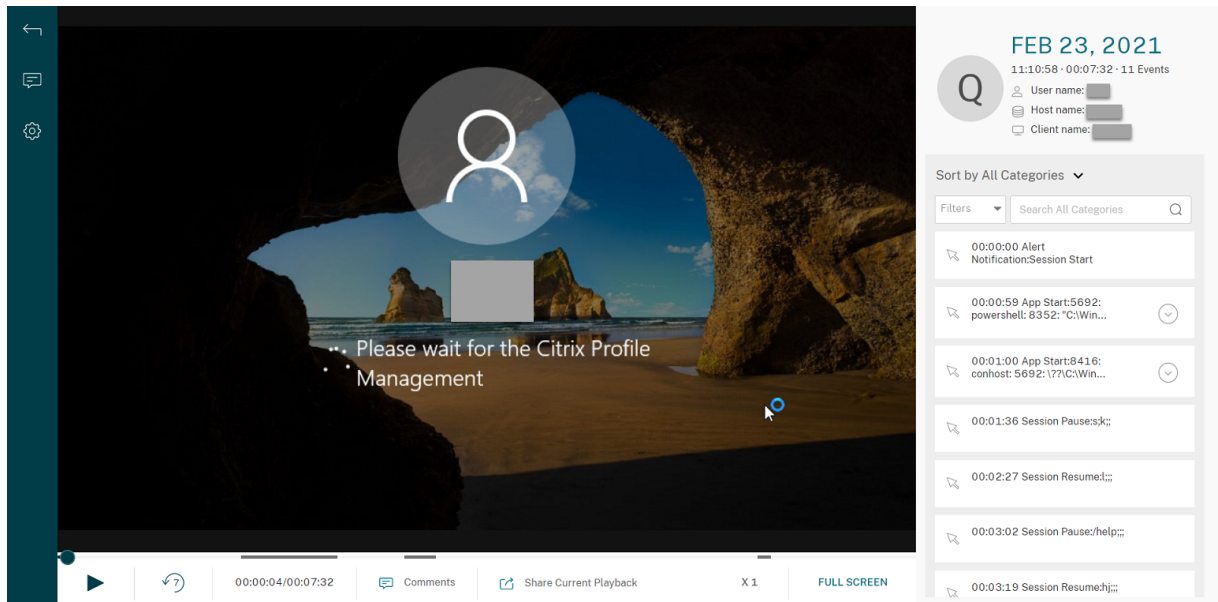 Please wait for the Citrix Profile
Management
7
00:00:04/00:07:32
Comments
Share Current Playback
X 1
FULL SCREEN
Q
FEB 23, 2021
11:10:58 · 00:07:32 · 11 Events
User name:
Host name:
Client name:
Sort by All Categories
Filters
Search All Categories
00:00:00 Alert
Notification:Session Start
00:00:59 App Start:5692:
powershell: 8352: "C:\Win...
00:01:00 App Start:8416:
conhost: 5692: \??\C:\Win...
00:01:36 Session Pause:s;k;;
00:02:27 Session Resume:l;;;
00:03:02 Session Pause:/help;;;
00:03:19 Session Resume:hj;;;